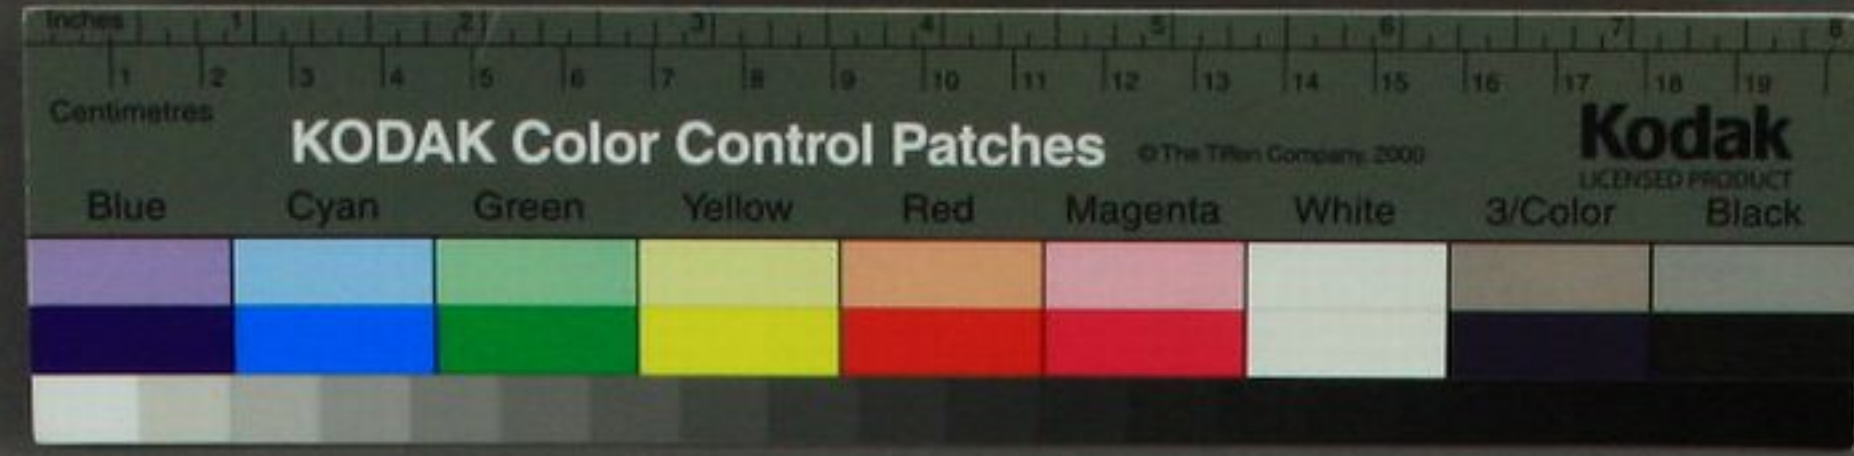 Inches 1 2 3 4 5 6 7 8
1 2 3 4 5 6 7 8 9 10 11 12 13 14 15 16 17 18 19
Centimetres
KODAK Color Control Patches © The Tiffen Company, 2000 Kodak
LICENSED PRODUCT
Blue Cyan Green Yellow Red Magenta White 3/Color Black